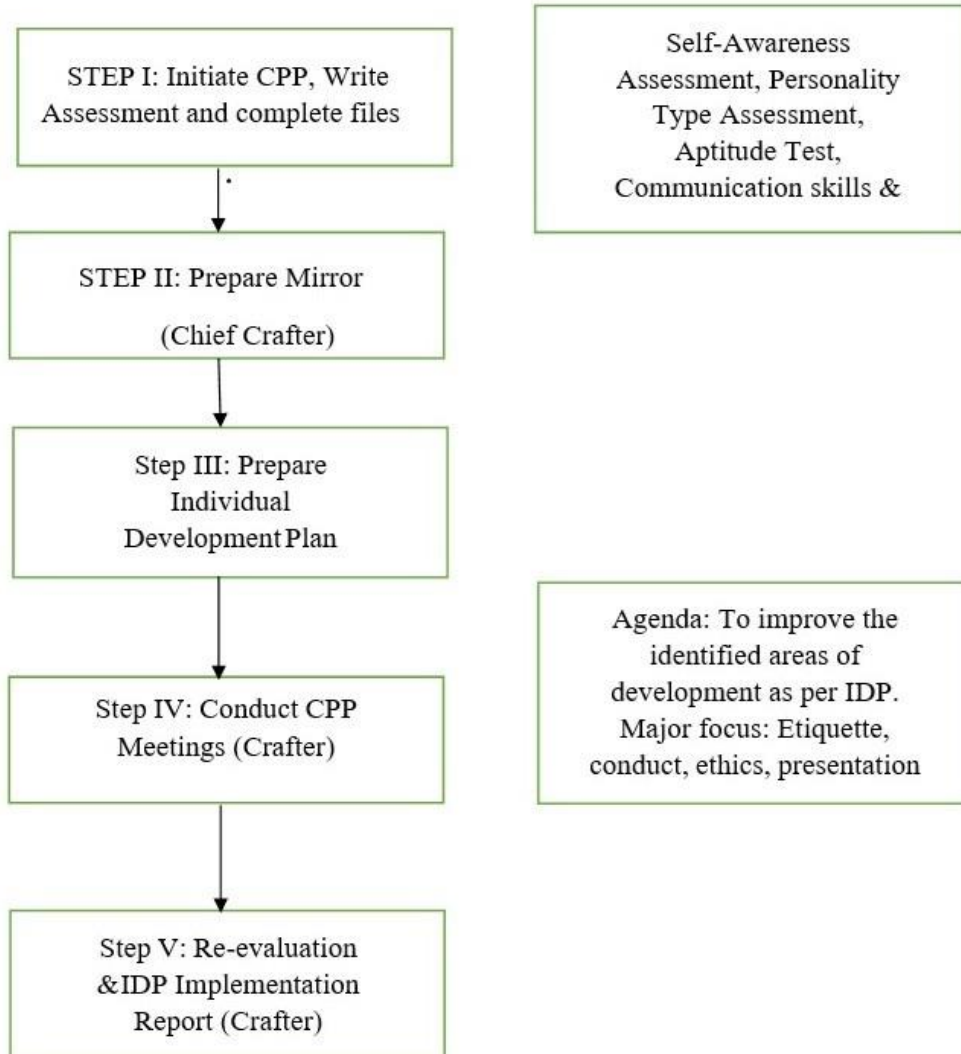 STEP I: Initiate CPP, Write
Assessment and complete files
Self-Awareness
Assessment, Personality
Type Assessment,
Aptitude Test,
Communication skills &
STEP II: Prepare Mirror
(Chief Crafter)
Step III: Prepare
Individual
Development Plan
Step IV: Conduct CPP
Meetings (Crafter)
Agenda: To improve the
identified areas of
development as per IDP.
Major focus: Etiquette,
conduct, ethics, presentation
Step V: Re-evaluation
&IDP Implementation
Report (Crafter)